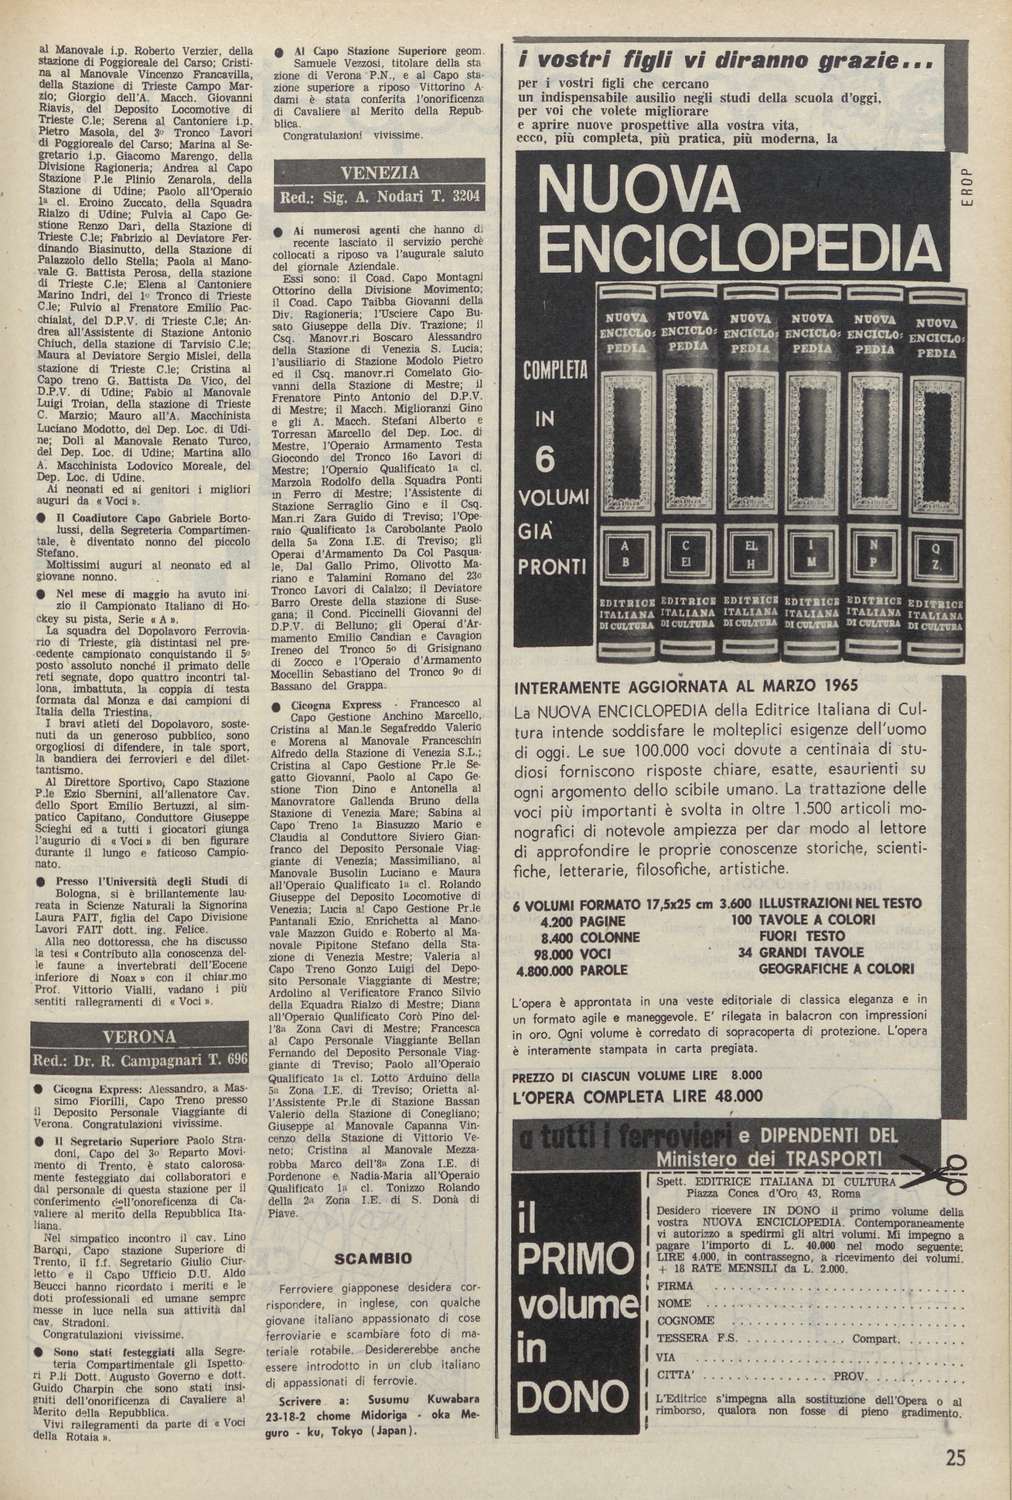 al Manovale i.p. Roberto Verzier, della
stazione di Poggioreale del Carso; Cristi-
na al Manovale Vincenzo Francavilla,
della Stazione di Trieste Campo Mar-
zio; Giorgio dell'A. Macch. Giovanni
Riavis, del Deposito Locomotive di
Trieste C.le; Serena al Cantoniere i.p.
Pietro Masola, del 3º Tronco Lavori
di Poggioreale del Carso; Marina al Se-
gretario i.p. Giacomo Marengo, della
Divisione Ragioneria; Andrea al Capo
Stazione P.le Plinio Zenarola, della
Stazione di Udine; Paolo all'Operaio
1ª cl. Eroino Zuccato, della Squadra
Rialzo di Udine; Fulvia al Capo Ge-
stione Renzo Dari, della Stazione di
Trieste C.le; Fabrizio al Deviatore Fer-
dinando Biasinutto, della Stazione di
Palazzolo dello Stella; Paola al Mano-
vale G. Battista Perosa, della stazione
di Trieste C.le; Elena al Cantoniere
Marino Indri, del 1º Tronco di Trieste
C.le; Fulvio al Frenatore Emilio Pac-
chialat, del D.P.V. di Trieste C.le; An-
drea all'Assistente di Stazione Antonio
Chiuch, della stazione di Tarvisio C.le;
Maura al Deviatore Sergio Mislei, della
stazione di Trieste C.le; Cristina al
Capo treno G. Battista Da Vico, del
D.P.V. di Udine; Fabio al Manovale
Luigi Troian, della stazione di Trieste
C. Marzio; Mauro all'A. Macchinista
Luciano Modotto, del Dep. Loc. di Udi-
ne; Doli al Manovale Renato Turco,
del Dep. Loc. di Udine; Martina allo
A. Macchinista Lodovico Moreale, del
Dep. Loc. di Udine.
Ai neonati ed ai genitori i migliori
auguri da « Voci ».
● Il Coadiutore Capo Gabriele Borto-
lussi, della Segreteria Compartimen-
tale, è diventato nonno del piccolo
Stefano.
Moltissimi auguri al neonato ed al
giovane nonno.
● Nel mese di maggio ha avuto ini-
zio il Campionato Italiano di Ho-
ckey su pista, Serie « A ».
La squadra del Dopolavoro Ferrovia-
rio di Trieste, già distintasi nel pre-
cedente campionato conquistando il 5º
posto assoluto nonché il primato delle
reti segnate, dopo quattro incontri tal-
lona, imbattuta, la coppia di testa
formata dal Monza e dai campioni di
Italia della Triestina.
I bravi atleti del Dopolavoro, soste-
nuti da un generoso pubblico, sono
orgogliosi di difendere, in tale sport,
la bandiera dei ferrovieri e del dilet-
tantismo.
Al Direttore Sportivo, Capo Stazione
P.le Ezio Sbernini, all'allenatore Cav.
dello Sport Emilio Bertuzzi, al sim-
patico Capitano, Conduttore Giuseppe
Scieghi ed a tutti i giocatori giunga
l'augurio di « Voci » di ben figurare
durante il lungo e faticoso Campio-
nato.
● Presso l'Università degli Studi di
Bologna, si è brillantemente lau-
reata in Scienze Naturali la Signorina
Laura FAIT, figlia del Capo Divisione
Lavori FAIT dott. ing. Felice.
Alla neo dottoressa, che ha discusso
la tesi « Contributo alla conoscenza del-
le faune a invertebrati dell'Eocene
inferiore di Noax » con il chiar.mo
Prof. Vittorio Vialli, vadano i più
sentiti rallegramenti di « Voci ».
VERONA
Red.: Dr. R. Campagnari T. 696
● Cicogna Express: Alessandro, a Mas-
simo Fiorilli, Capo Treno presso
il Deposito Personale Viaggiante di
Verona. Congratulazioni vivissime.
● Il Segretario Superiore Paolo Stra-
doni, Capo del 3º Reparto Movi-
mento di Trento, è stato calorosa-
mente festeggiato dai collaboratori e
dal personale di questa stazione per il
conferimento dell'onoreficenza di Ca-
valiere al merito della Repubblica Ita-
liana.
Nel simpatico incontro il cav. Lino
Baroni, Capo stazione Superiore di
Trento, il f.f. Segretario Giulio Ciur-
letto e il Capo Ufficio D.U. Aldo
Beucci hanno ricordato i meriti e le
doti professionali ed umane sempre
messe in luce nella sua attività dal
cav. Stradoni.
Congratulazioni vivissime.
● Sono stati festeggiati alla Segre-
teria Compartimentale gli Ispetto-
ri P.li Dott. Augusto Governo e dott.
Guido Charpin che sono stati insi-
gniti dell'onorificenza di Cavaliere al
Merito della Repubblica.
Vivi rallegramenti da parte di « Voci
della Rotaia ».
● Al Capo Stazione Superiore geom.
Samuele Vezzosi, titolare della sta
zione di Verona P.N., e al Capo sta-
zione superiore a riposo Vittorino A-
dami è stata conferita l'onorificenza
di Cavaliere al Merito della Repub-
blica.
Congratulazioni vivissime.
VENEZIA
Red.: Sig. A. Nodari T. 3204
● Ai numerosi agenti che hanno di
recente lasciato il servizio perchè
collocati a riposo va l'augurale saluto
del giornale Aziendale.
Essi sono: il Coad. Capo Montagni
Ottorino della Divisione Movimento;
il Coad. Capo Taibba Giovanni della
Div. Ragioneria; l'Usciere Capo Bu-
sato Giuseppe della Div. Trazione; il
Csq. Manovr.ri Boscaro Alessandro
della Stazione di Venezia S. Lucia;
l'ausiliario di Stazione Modolo Pietro
ed il Csq. manovr.ri Comelato Gio-
vanni della Stazione di Mestre; il
Frenatore Pinto Antonio del D.P.V.
di Mestre; il Macch. Miglioranzi Gino
e gli A. Macch. Stefani Alberto e
Torresan Marcello del Dep. Loc. di
Mestre, l'Operaio Armamento Testa
Giocondo del Tronco 16º Lavori di
Mestre; l'Operaio Qualificato 1ª cl.
Marzola Rodolfo della Squadra Ponti
in Ferro di Mestre; l'Assistente di
Stazione Serraglio Gino e il Csq.
Man.ri Zara Guido di Treviso; l'Ope-
raio Qualificato 1ª Carobolante Paolo
della 5ª Zona I.E. di Treviso; gli
Operai d'Armamento Da Col Pasqua-
le, Dal Gallo Primo, Olivotto Ma-
riano e Talamini Romano del 23º
Tronco Lavori di Calalzo; il Deviatore
Barro Oreste della stazione di Suse-
gana; il Cond. Piccinelli Giovanni del
D.P.V. di Belluno; gli Operai d'Ar-
mamento Emilio Candian e Cavagion
Ireneo del Tronco 5º di Grisignano
di Zocco e l'Operaio d'Armamento
Mocellin Sebastiano del Tronco 9º di
Bassano del Grappa.
● Cicogna Express - Francesco al
Capo Gestione Anchino Marcello,
Cristina al Man.le Segafreddo Valerio
e Morena al Manovale Franceschin
Alfredo della Stazione di Venezia S.L.;
Cristina al Capo Gestione Pr.le Se-
gatto Giovanni, Paolo al Capo Ge-
stione Tion Dino e Antonella al
Manovratore Gallenda Bruno della
Stazione di Venezia Mare; Sabina al
Capo Treno 1ª Biasuzzo Mario e
Claudia al Conduttore Siviero Gian-
franco del Deposito Personale Viag-
giante di Venezia; Massimiliano, al
Manovale Busolin Luciano e Maura
all'Operaio Qualificato 1ª cl. Rolando
Giuseppe del Deposito Locomotive di
Venezia; Lucia al Capo Gestione Pr.le
Pantanali Ezio, Enrichetta al Mano-
vale Mazzon Guido e Roberto al Ma-
novale Pipitone Stefano della Sta-
zione di Venezia Mestre; Valeria al
Capo Treno Gonzo Luigi del Depo-
sito Personale Viaggiante di Mestre;
Ardolino al Verificatore Franco Silvio
della Equadra Rialzo di Mestre; Diana
all'Operaio Qualificato Corò Pino del-
l'8ª Zona Cavi di Mestre; Francesca
al Capo Personale Viaggiante Bellan
Fernando del Deposito Personale Viag-
giante di Treviso; Paolo all'Operaio
Qualificato 1ª cl. Lotto Arduino della
5ª Zona I.E. di Treviso; Orietta al-
l'Assistente Pr.le di Stazione Bassan
Valerio della Stazione di Conegliano;
Giuseppe al Manovale Capanna Vin-
cenzo della Stazione di Vittorio Ve-
neto; Cristina al Manovale Mezza-
robba Marco dell'8ª Zona I.E. di
Pordenone e Nadia-Maria all'Operaio
Qualificato 1ª cl. Tonizzo Rolando
della 2ª Zona I.E. di S. Donà di
Piave.
SCAMBIO
Ferroviere giapponese desidera cor-
rispondere, in inglese, con qualche
giovane italiano appassionato di cose
ferroviarie e scambiare foto di ma-
teriale rotabile. Desidererebbe anche
essere introdotto in un club italiano
di appassionati di ferrovie.
Scrivere a: Susumu Kuwabara
23-18-2 chome Midoriga - oka Me-
guro - ku, Tokyo (Japan).
i vostri figli vi diranno grazie...
per i vostri figli che cercano
un indispensabile ausilio negli studi della scuola d'oggi,
per voi che volete migliorare
e aprire nuove prospettive alla vostra vita,
ecco, più completa, più pratica, più moderna, la
EROP
NUOVA
ENCICLOPEDIA
COMPLETA
IN
6
VOLUMI
GIA'
PRONTI
NUOVA
ENCICLO:
PEDIA
A
B
EDITRICE
ITALIANA
DI CULTURA
NUOVA
ENCICLO:
PEDIA
C
EI
EDITRICE
ITALIANA
DI CULTURA
NUOVA
ENCICLO:
PEDIA
EL
H
EDITRICE
ITALIANA
DI CULTURA
NUOVA
ENCICLO:
PEDIA
I
M
EDITRICE
ITALIANA
DI CULTURA
NUOVA
ENCICLO:
PEDIA
N
P
EDITRICE
ITALIANA
DI CULTURA
NUOVA
ENCICLO:
PEDIA
Q
Z
EDITRICE
ITALIANA
DI CULTURA
INTERAMENTE AGGIORNATA AL MARZO 1965
La NUOVA ENCICLOPEDIA della Editrice Italiana di Cul-
tura intende soddisfare le molteplici esigenze dell'uomo
di oggi. Le sue 100.000 voci dovute a centinaia di stu-
diosi forniscono risposte chiare, esatte, esaurienti su
ogni argomento dello scibile umano. La trattazione delle
voci più importanti è svolta in oltre 1.500 articoli mo-
nografici di notevole ampiezza per dar modo al lettore
di approfondire le proprie conoscenze storiche, scienti-
fiche, letterarie, filosofiche, artistiche.
6 VOLUMI FORMATO 17,5x25 cm
4.200 PAGINE
8.400 COLONNE
98.000 VOCI
4.800.000 PAROLE
3.600 ILLUSTRAZIONI NEL TESTO
100 TAVOLE A COLORI
FUORI TESTO
34 GRANDI TAVOLE
GEOGRAFICHE A COLORI
L'opera è approntata in una veste editoriale di classica eleganza e in
un formato agile e maneggevole. E' rilegata in balacron con impressioni
in oro. Ogni volume è corredato di sopracoperta di protezione. L'opera
è interamente stampata in carta pregiata.
PREZZO DI CIASCUN VOLUME LIRE 8.000
L'OPERA COMPLETA LIRE 48.000
a tutti i ferrovieri e DIPENDENTI DEL
Ministero dei TRASPORTI
il
PRIMO
volume
in
DONO
Spett. EDITRICE ITALIANA DI CULTURA
Piazza Conca d'Oro 43, Roma
Desidero ricevere IN DONO il primo volume della
vostra NUOVA ENCICLOPEDIA. Contemporaneamente
vi autorizzo a spedirmi gli altri volumi. Mi impegno a
pagare l'importo di L. 40.000 nel modo seguente:
LIRE 4.000, in contrassegno, a ricevimento dei volumi.
+ 18 RATE MENSILI da L. 2.000.
FIRMA
NOME
COGNOME
TESSERA F.S. ............ Compart. ........
VIA
CITTA' .................. PROV. ............
L'Editrice s'impegna alla sostituzione dell'Opera o al
rimborso, qualora non fosse di pieno gradimento.
25